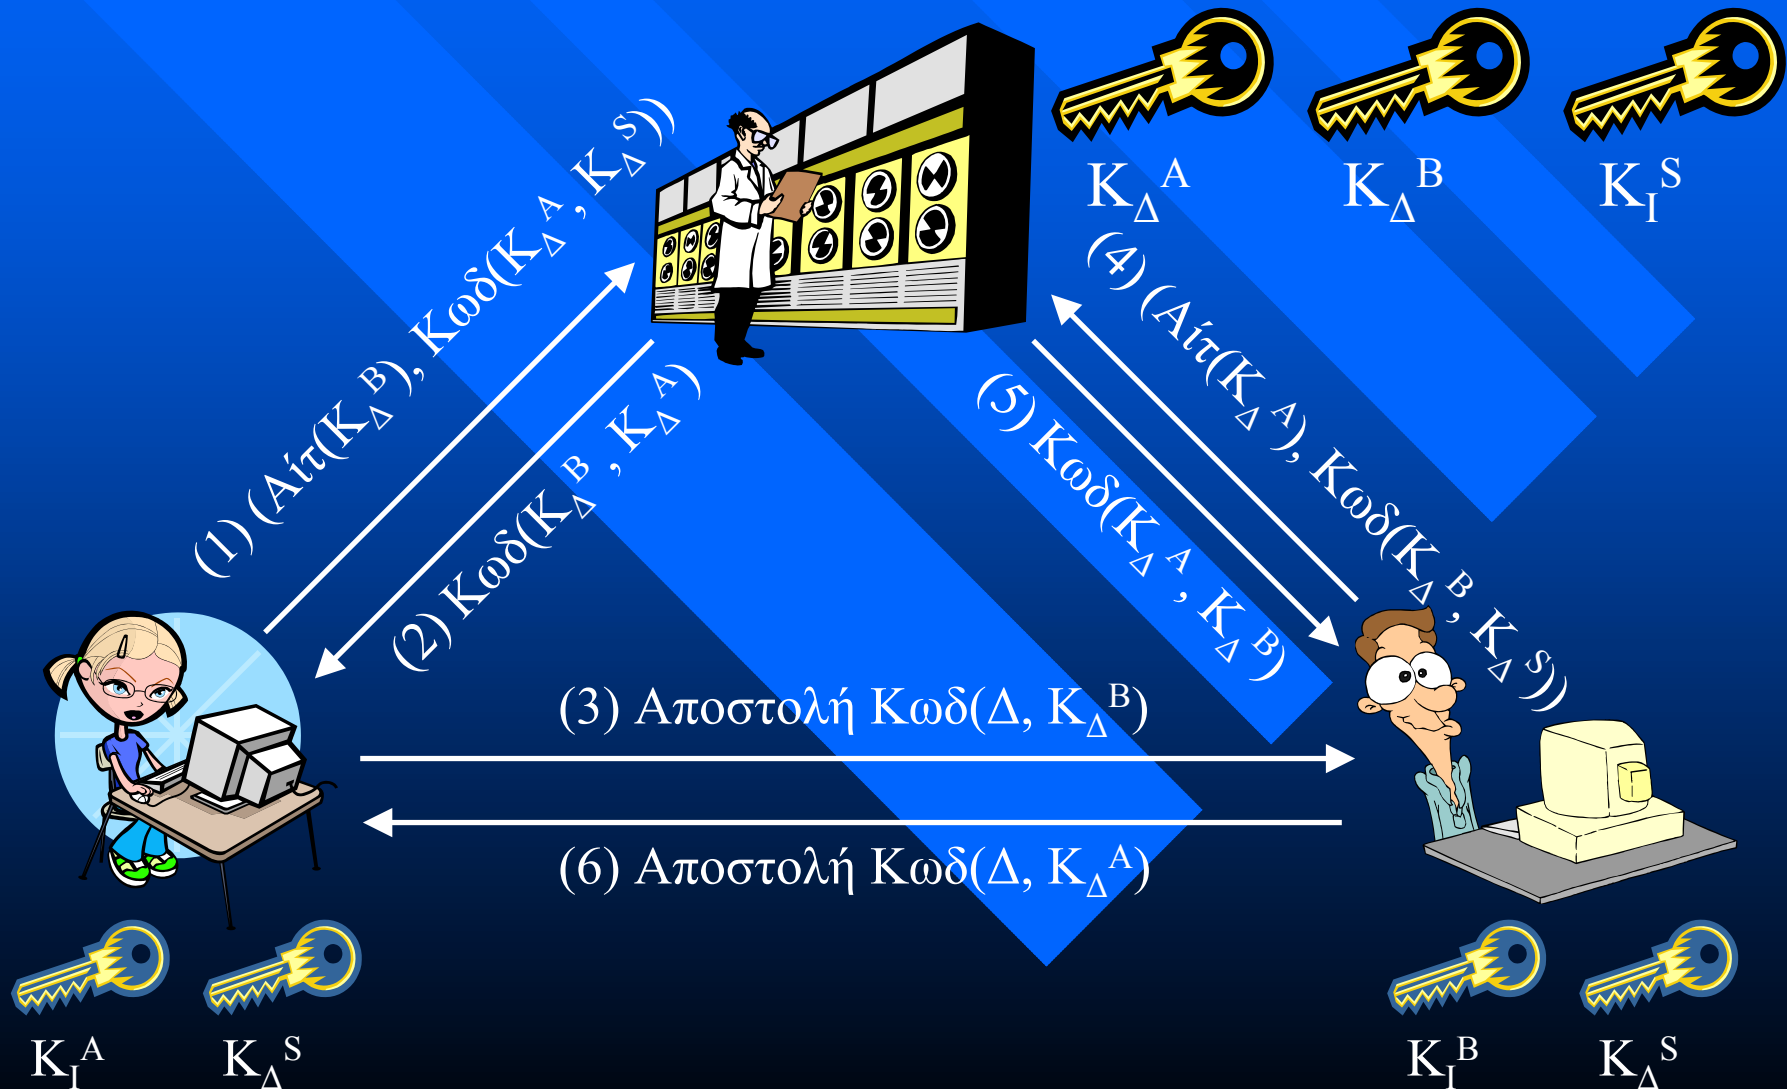 K_Δ^A K_Δ^B K_I^S
(1) (Αίτ(K_Δ^B), Κωδ(K_Δ^A, K_Δ^S))
(2) Κωδ(K_Δ^B, K_Δ^A)
(4) (Αίτ(K_Δ^A), Κωδ(K_Δ^B, K_Δ^S))
(5) Κωδ(K_Δ^A, K_Δ^B)
(3) Αποστολή Κωδ(Δ, K_Δ^B)
(6) Αποστολή Κωδ(Δ, K_Δ^A)
K_I^A K_Δ^S
K_I^B K_Δ^S